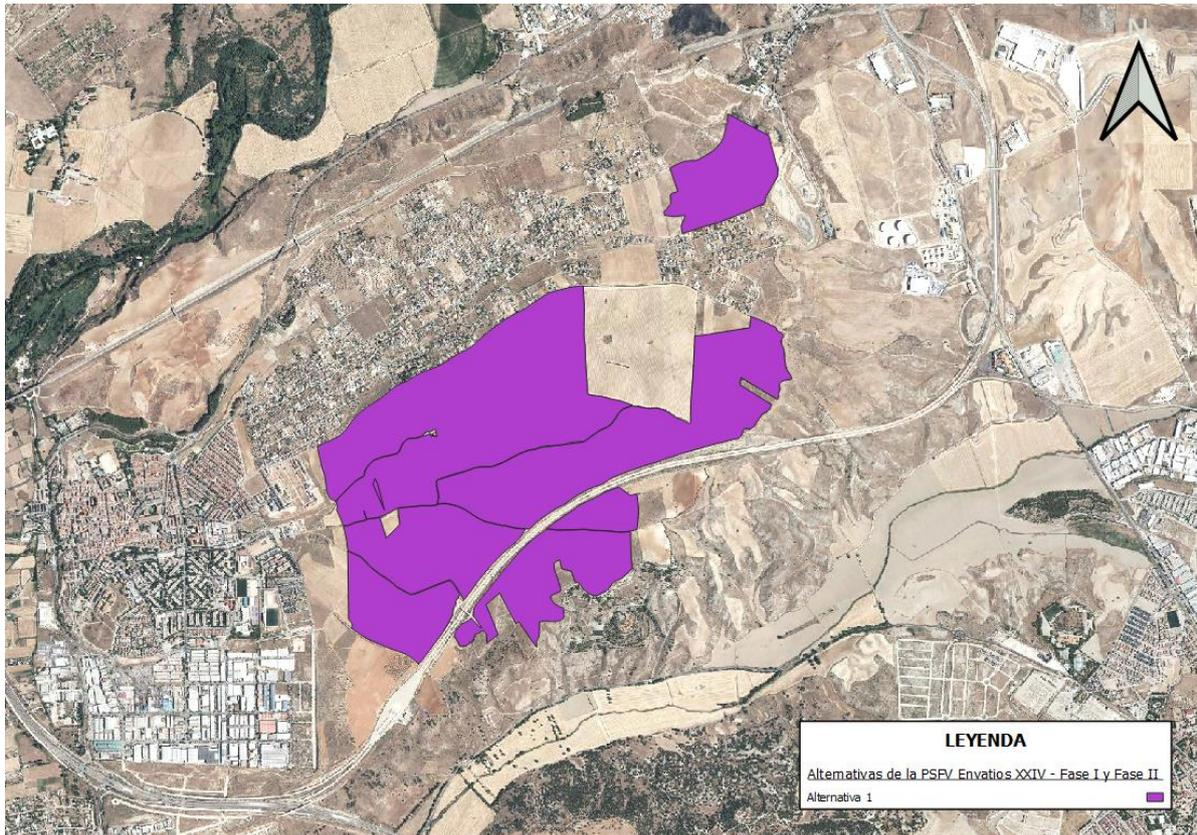 N
LEYENDA
Alternativas de la PSFV Envatios XXIV - Fase I y Fase II
Alternativa 1